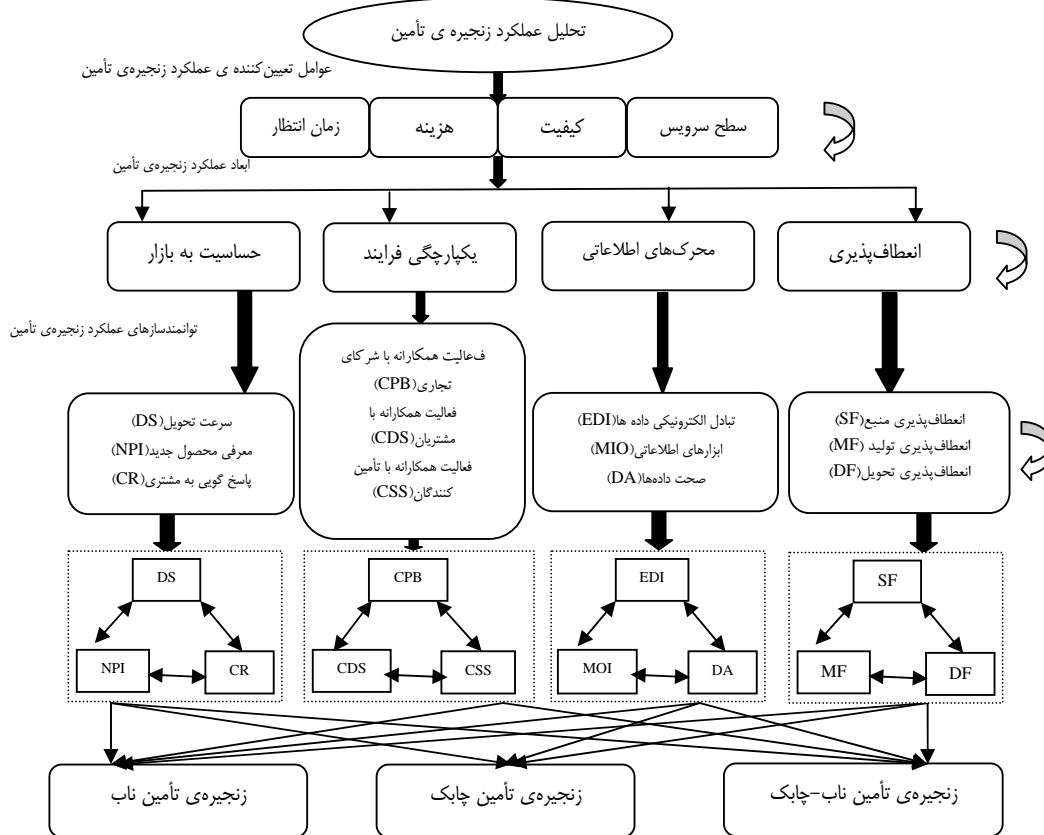 تحلیل عملکرد زنجیره ی تأمین
عوامل تعیین‌کننده ی عملکرد زنجیره‌ی تأمین
سطح سرویس
کیفیت
هزینه
زمان انتظار
ابعاد عملکرد زنجیره‌ی تأمین
انعطاف‌پذیری
محرک‌های اطلاعاتی
یکپارچگی فرایند
حساسیت به بازار
توانمندسازهای عملکرد زنجیره‌ی تأمین
انعطاف‌پذیری منبع(SF)
انعطاف‌پذیری تولید (MF)
انعطاف‌پذیری تحویل(DF)
تبادل الکترونیکی داده ها(EDI)
ابزارهای اطلاعاتی(MIO)
صحت داده‌ها(DA)
فعالیت همکارانه با شرکای
تجاری(CPB)
فعالیت همکارانه با
مشتریان(CDS)
فعالیت همکارانه با تأمین
کنندگان(CSS)
سرعت تحویل(DS)
معرفی محصول جدید(NPI)
پاسخ گویی به مشتری(CR)
SF
MF
DF
EDI
MOI
DA
CPB
CDS
CSS
DS
NPI
CR
زنجیره‌ی تأمین ناب-چابک
زنجیره‌ی تأمین چابک
زنجیره‌ی تأمین ناب